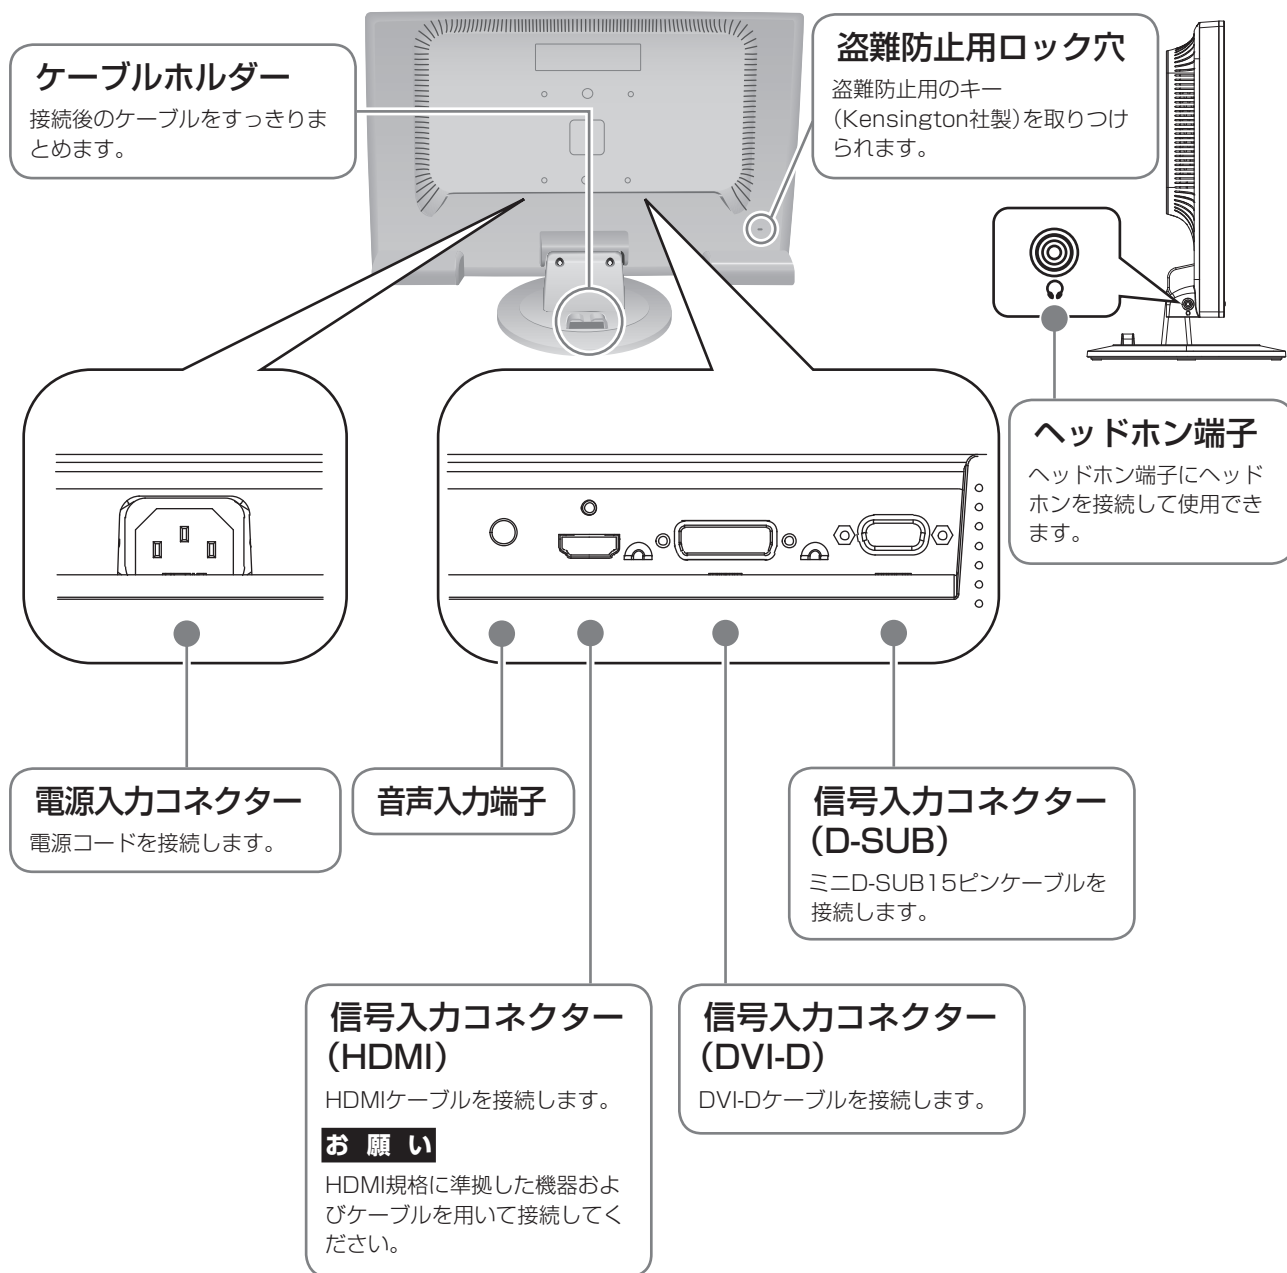 ケーブルホルダー
接続後のケーブルをすっきりま
とめます。
盗難防止用ロック穴
盗難防止用のキー
(Kensington社製)を取りつけ
られます。
ヘッドホン端子
ヘッドホン端子にヘッド
ホンを接続して使用でき
ます。
電源入力コネクター
電源コードを接続します。
音声入力端子
信号入力コネクター
(D-SUB)
ミニD-SUB15ピンケーブルを
接続します。
信号入力コネクター
(HDMI)
HDMIケーブルを接続します。
お願い
HDMI規格に準拠した機器およ
びケーブルを用いて接続してく
ださい。
信号入力コネクター
(DVI-D)
DVI-Dケーブルを接続します。